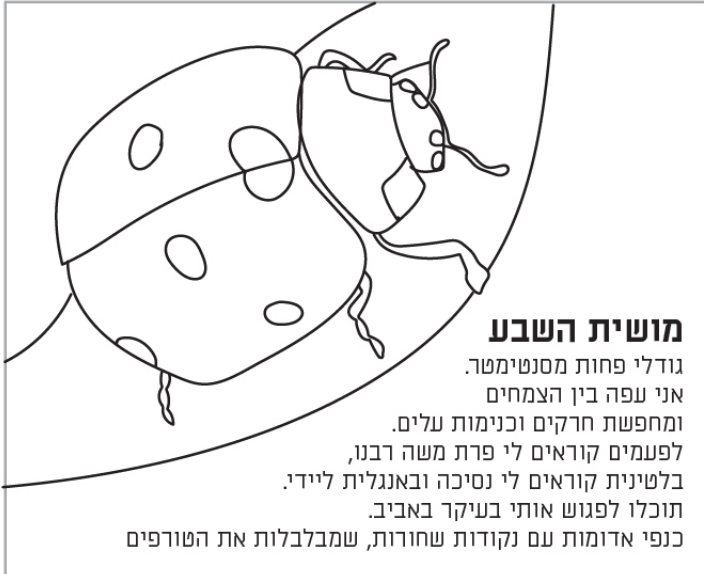 מושית השבע
גודלי פחות מסנטימטר.
אני עפה בין הצמחים
ומחפשת חרקים וכנימות עלים.
לפעמים קוראים לי פרת משה רבנו,
בלטינית קוראים לי נסיכה ובאנגלית ליידי.
תוכלו לפגוש אותי בעיקר באביב.
כנפי אדומות עם נקודות שחורות, שמבלבלות את הטורפים